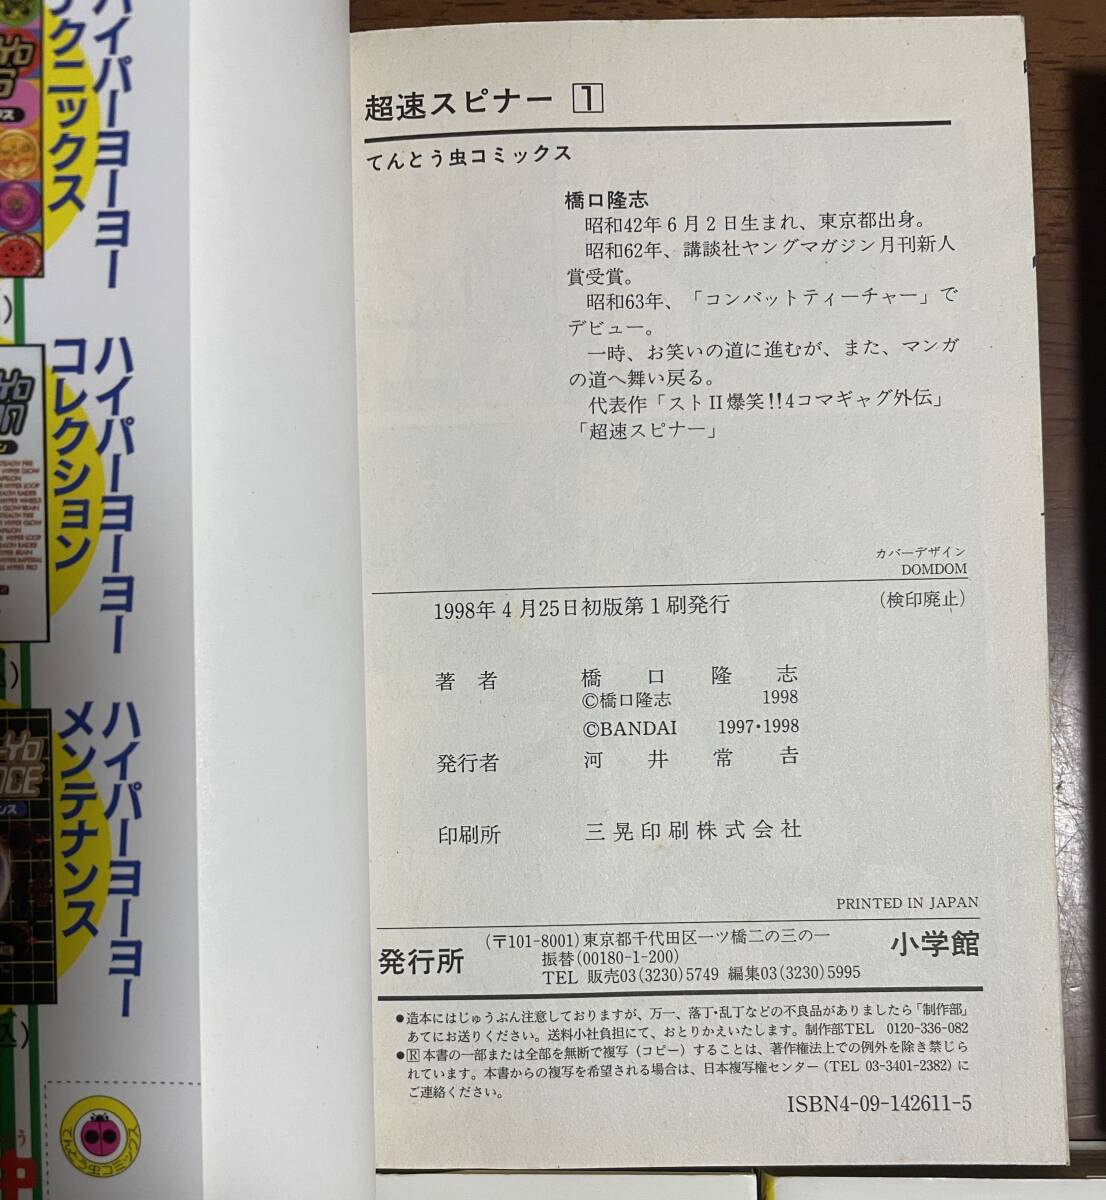 超速スピナー 1
てんとう虫コミックス
橋口隆志
昭和42年6月2日生まれ、東京都出身。
昭和62年、講談社ヤングマガジン月刊新人
賞受賞。
昭和63年、「コンバットティーチャー」で
デビュー。
一時、お笑いの道に進むが、また、マンガ
の道へ舞い戻る。
代表作「ストⅡ爆笑!!4コマギャグ外伝」
「超速スピナー」
カバーデザイン
DOMDOM
1998年4月25日初版第1刷発行
(検印廃止)
著者 橋口隆志
©橋口隆志 1998
©BANDAI 1997・1998
発行者 河井常吉
印刷所 三晃印刷株式会社
PRINTED IN JAPAN
発行所
(〒101-8001)東京都千代田区一ツ橋二の三の一
振替(00180-1-200)
TEL 販売03(3230)5749 編集03(3230)5995
小学館
●造本にはじゅうぶん注意しておりますが、万一、落丁・乱丁などの不良品がありましたら「制作部」
あてにお送りください。送料小社負担にて、おとりかえいたします。制作部TEL 0120-336-082
●Ⓡ本書の一部または全部を無断で複写(コピー)することは、著作権法上での例外を除き禁じら
れています。本書からの複写を希望される場合は、日本複写権センター(TEL 03-3401-2382)に
ご連絡ください。
ISBN4-09-142611-5
ハイパーヨーヨー
クニックス
ハイパーヨーヨー
コレクション
ハイパーヨーヨー
メンテナンス
てんとう虫コミックス